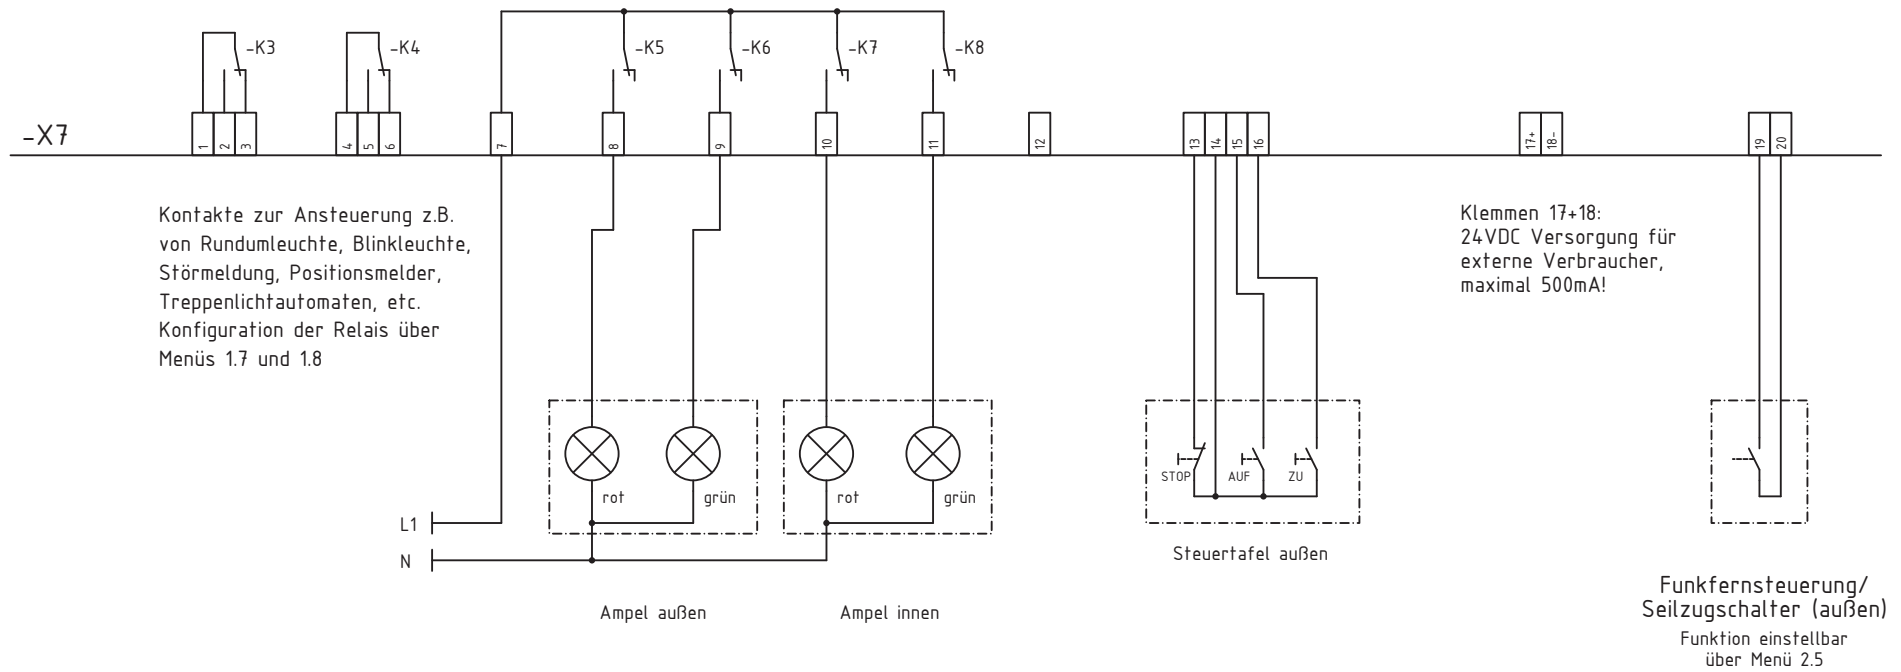 -K3
-K4
-K5
-K6
-K7
-K8
-X7
1 2 3 4 5 6 7 8 9 10 11 12 13 14+ 15 16 17+ 18- 19 20
Kontakte zur Ansteuerung z.B.
von Rundumleuchte, Blinkleuchte,
Störmeldung, Positionsmelder,
Treppenlichtautomaten, etc.
Konfiguration der Relais über
Menüs 1.7 und 1.8
Klemmen 17+18:
24VDC Versorgung für
externe Verbraucher,
maximal 500mA!
STOP
AUF
ZU
rot
grün
rot
grün
L1
N
Steuertafel außen
Ampel außen
Ampel innen
Funkfernsteuerung/
Seilzugschalter (außen)
Funktion einstellbar
über Menü 2.5